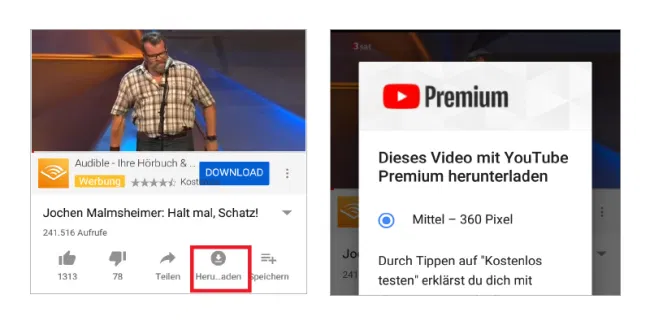 Audible - Ihre Hörbuch & ...
Werbung
DOWNLOAD
Jochen Malmsheimer: Halt mal, Schatz!
241.516 Aufrufe
1313
78
Teilen
Heru...aden
Speichern
3sat
Premium
Dieses Video mit YouTube
Premium herunterladen
Mittel – 360 Pixel
Durch Tippen auf "Kostenlos
testen" erklärst du dich mit